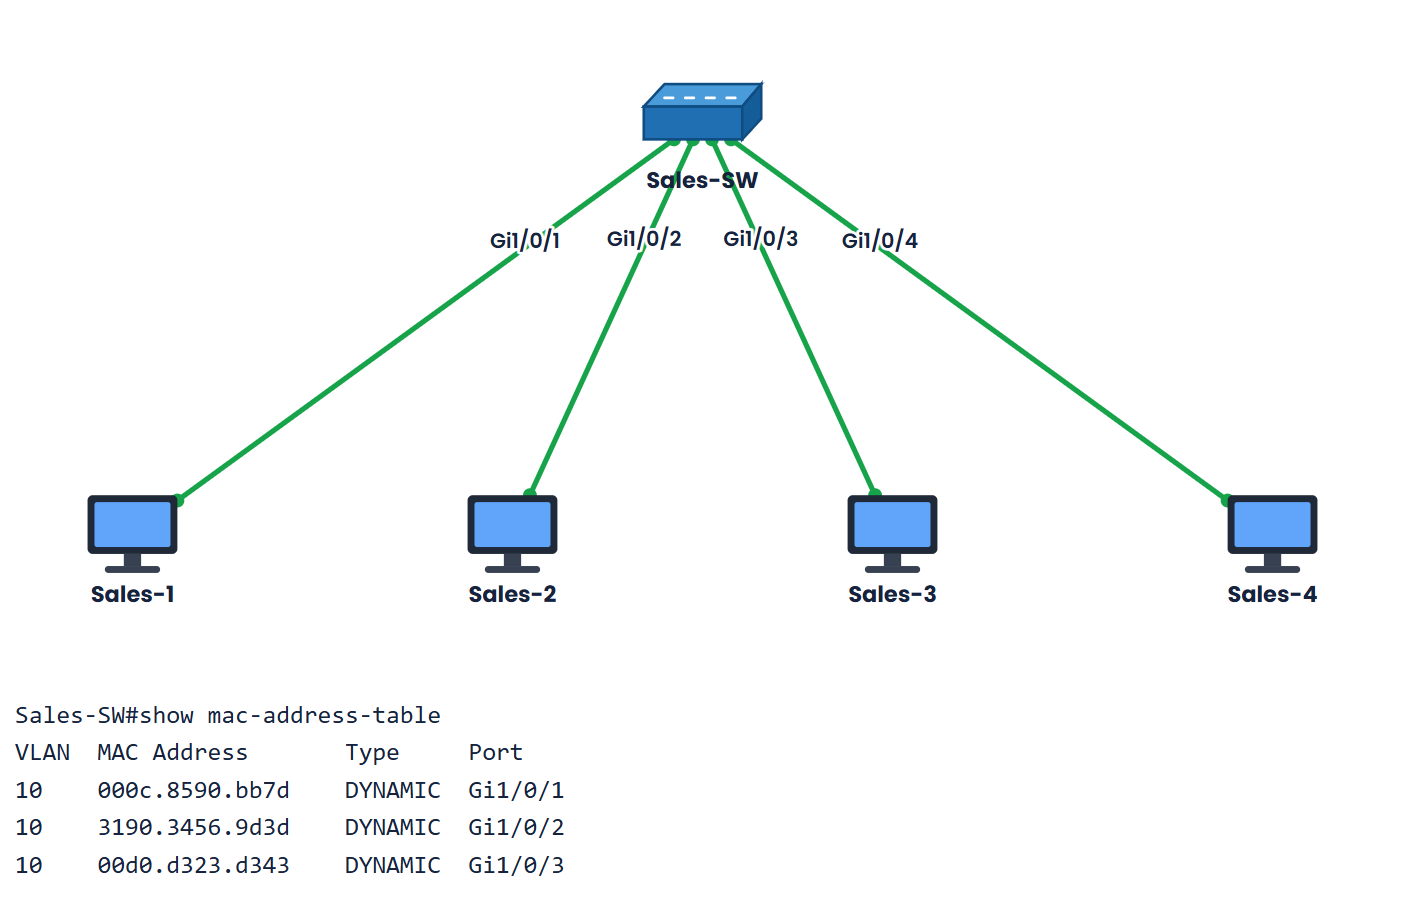 Sales-SW
Gi1/0/1 Gi1/0/2 Gi1/0/3 Gi1/0/4
Sales-1 Sales-2 Sales-3 Sales-4
Sales-SW#show mac-address-table
VLAN  MAC Address       Type     Port
10    000c.8590.bb7d    DYNAMIC  Gi1/0/1
10    3190.3456.9d3d    DYNAMIC  Gi1/0/2
10    00d0.d323.d343    DYNAMIC  Gi1/0/3